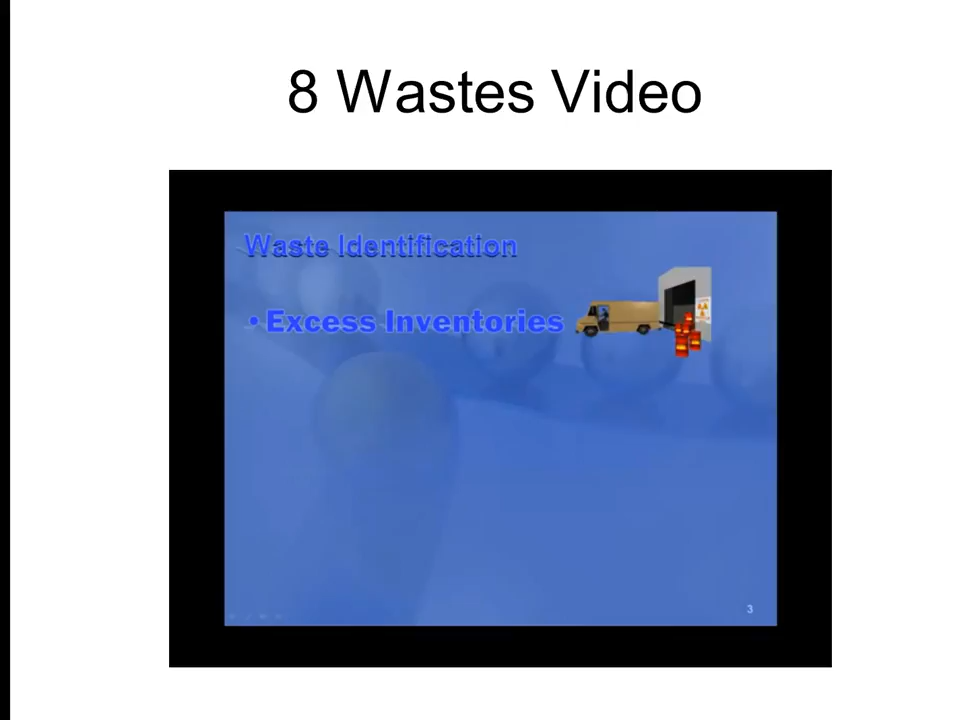 8 Wastes Video
Waste Identification
• Excess Inventories
3